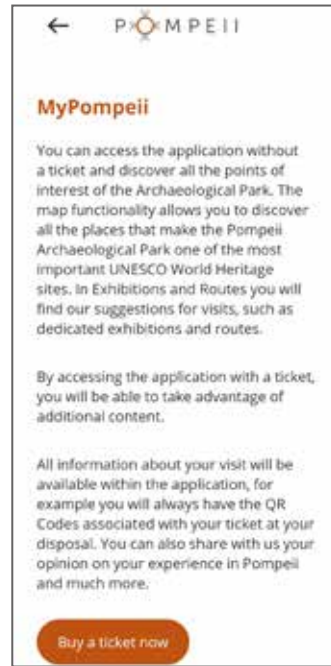 POMPEII
MyPompeii
You can access the application without
a ticket and discover all the points of
interest of the Archaeological Park. The
map functionality allows you to discover
all the places that make the Pompeii
Archaeological Park one of the most
important UNESCO World Heritage
sites. In Exhibitions and Routes you will
find our suggestions for visits, such as
dedicated exhibitions and routes.
By accessing the application with a ticket,
you will be able to take advantage of
additional content.
All information about your visit will be
available within the application, for
example you will always have the QR
Codes associated with your ticket at your
disposal. You can also share with us your
opinion on your experience in Pompeii
and much more.
Buy a ticket now